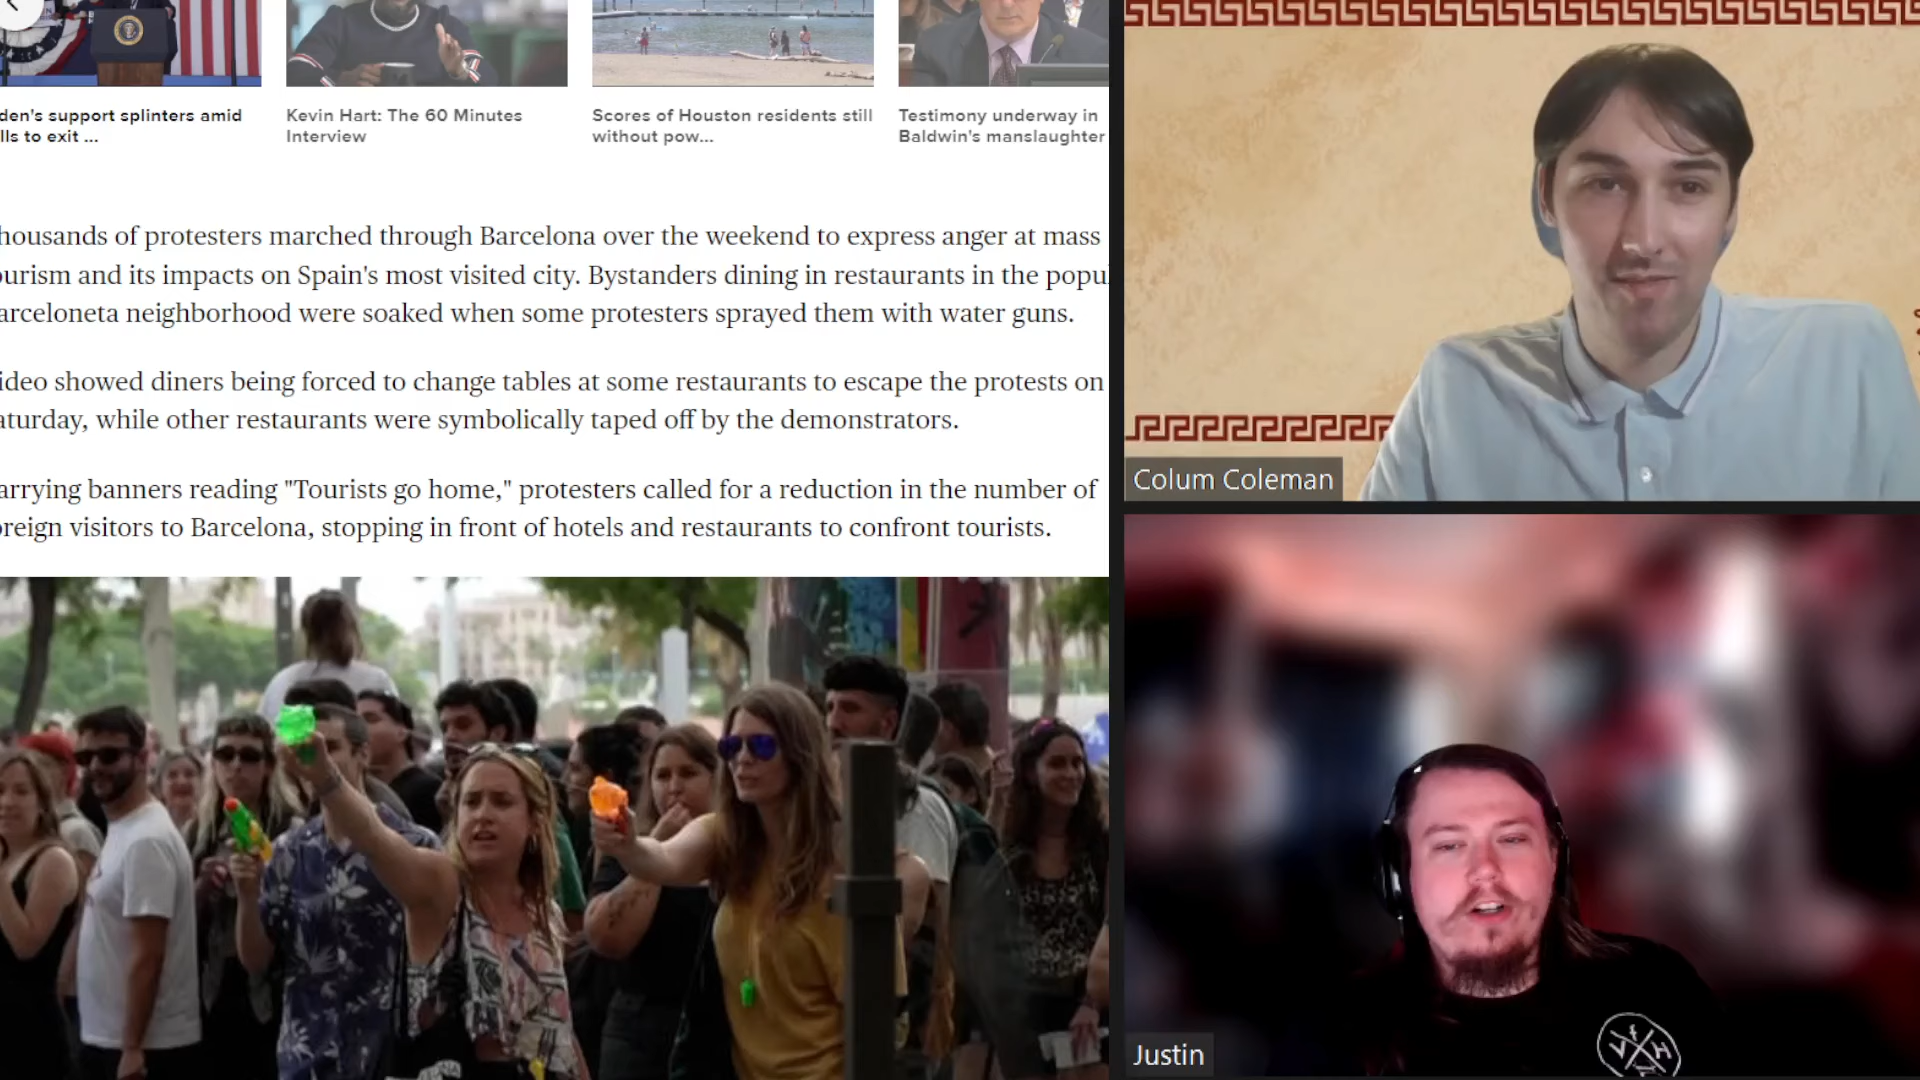 den's support splinters amid
lls to exit ...
Kevin Hart: The 60 Minutes
Interview
Scores of Houston residents still
without pow...
Testimony underway in
Baldwin's manslaughter
housands of protesters marched through Barcelona over the weekend to express anger at mass
ourism and its impacts on Spain's most visited city. Bystanders dining in restaurants in the popul
arceloneta neighborhood were soaked when some protesters sprayed them with water guns.
ideo showed diners being forced to change tables at some restaurants to escape the protests on
aturday, while other restaurants were symbolically taped off by the demonstrators.
arrying banners reading "Tourists go home," protesters called for a reduction in the number of
oreign visitors to Barcelona, stopping in front of hotels and restaurants to confront tourists.
Colum Coleman
Justin